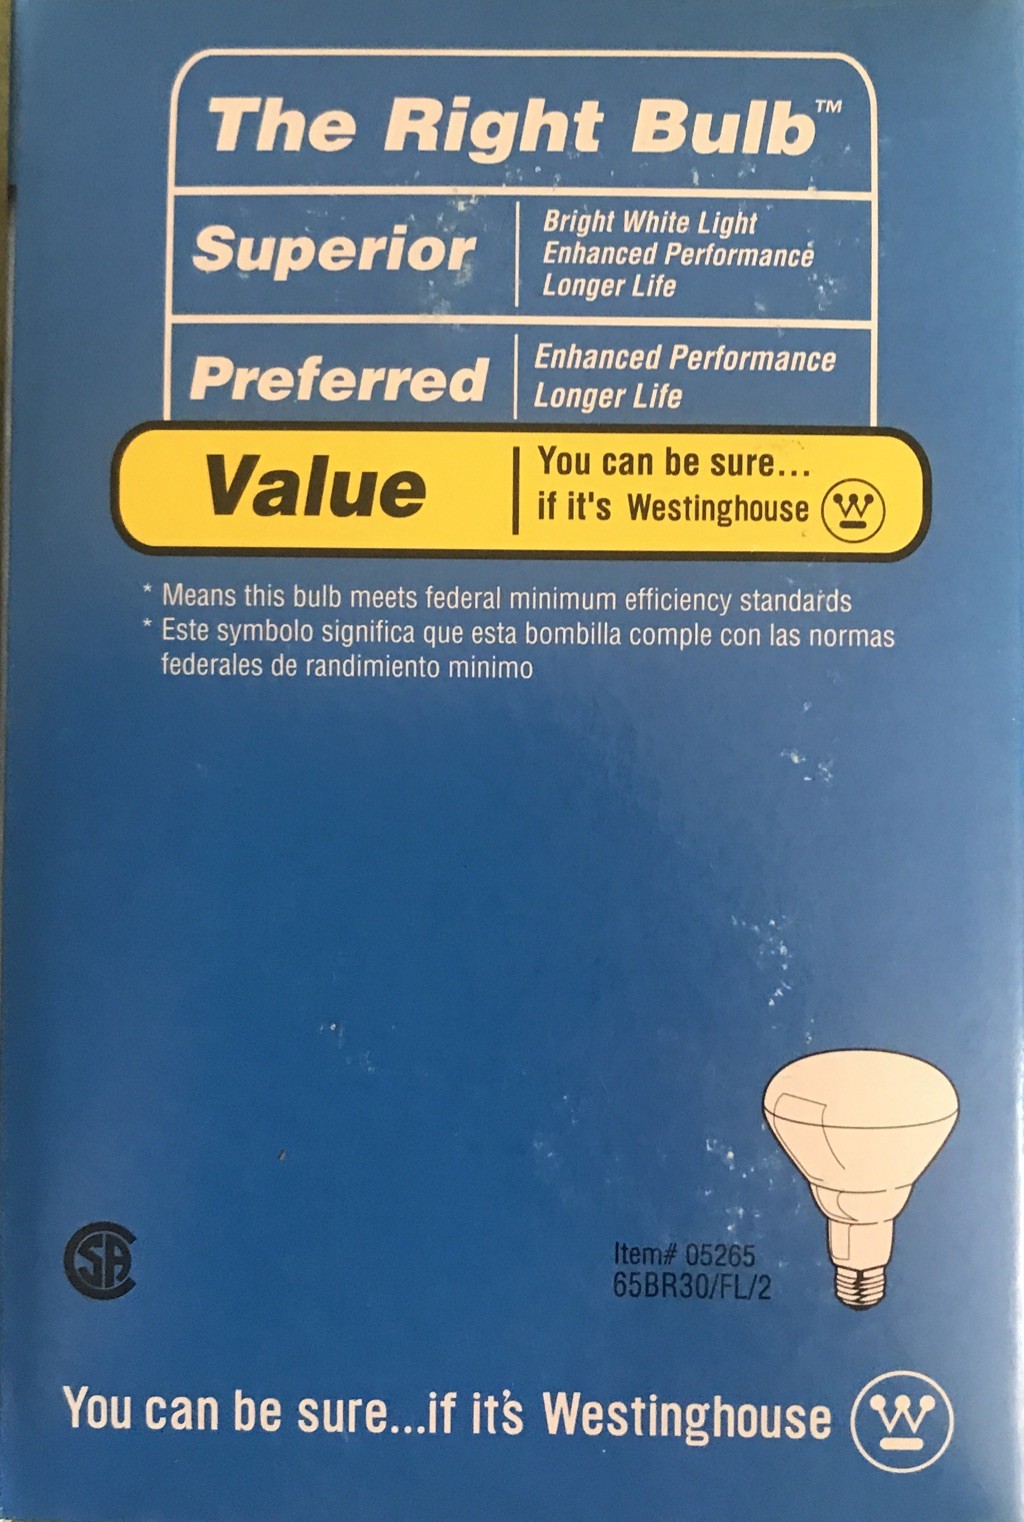 The Right Bulb™
Superior
Bright White Light
Enhanced Performance
Longer Life
Preferred
Enhanced Performance
Longer Life
Value
You can be sure...
if it's Westinghouse
* Means this bulb meets federal minimum efficiency standards
* Este symbolo significa que esta bombilla comple con las normas
federales de randimiento minimo
SA
Item# 05265
65BR30/FL/2
You can be sure...if it's Westinghouse W